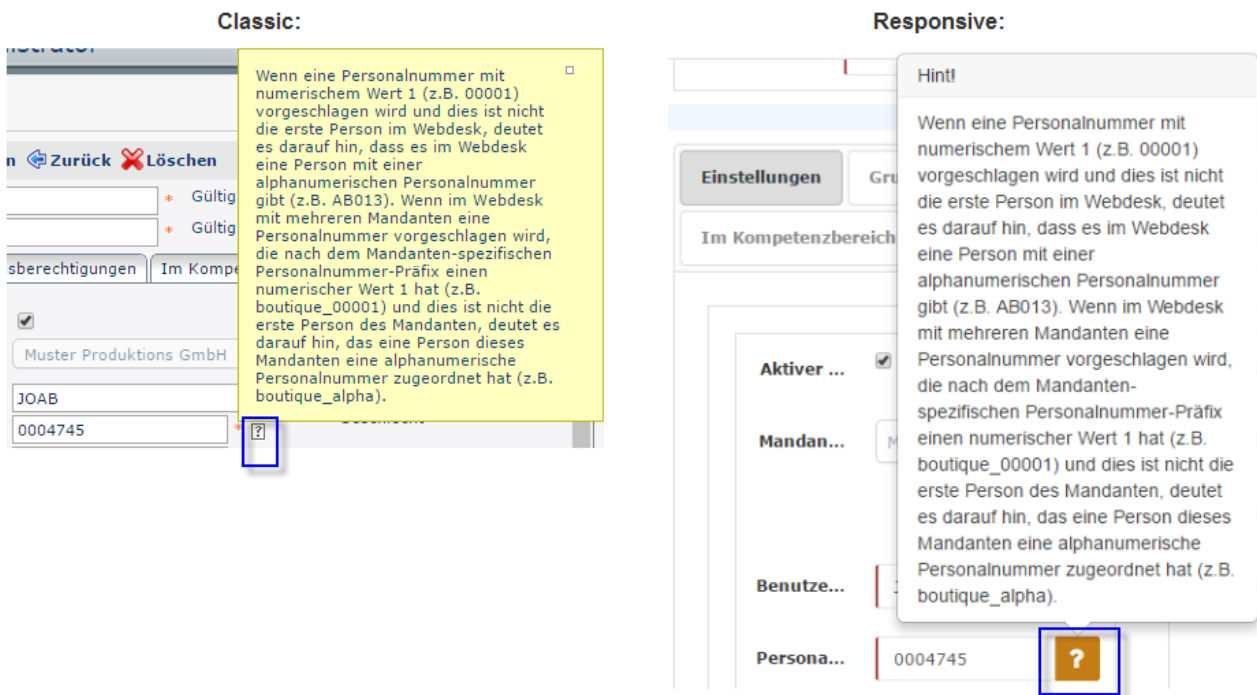 Classic:
Wenn eine Personalnummer mit
numerischem Wert 1 (z.B. 00001)
vorgeschlagen wird und dies ist nicht
die erste Person im Webdesk, deutet
es darauf hin, dass es im Webdesk
eine Person mit einer
alphanumerischen Personalnummer
gibt (z.B. AB013). Wenn im Webdesk
mit mehreren Mandanten eine
Personalnummer vorgeschlagen wird,
die nach dem Mandanten-spezifischen
Personalnummer-Präfix einen
numerischer Wert 1 hat (z.B.
boutique_00001) und dies ist nicht die
erste Person des Mandanten, deutet es
darauf hin, das eine Person dieses
Mandanten eine alphanumerische
Personalnummer zugeordnet hat (z.B.
boutique_alpha).
n Zurück Löschen
* Gültig
* Gültig
sberechtigungen Im Kompe
Muster Produktions GmbH
JOAB
0004745 * ?
Responsive:
Hint!
Wenn eine Personalnummer mit
numerischem Wert 1 (z.B. 00001)
vorgeschlagen wird und dies ist nicht
die erste Person im Webdesk, deutet
es darauf hin, dass es im Webdesk
eine Person mit einer
alphanumerischen Personalnummer
gibt (z.B. AB013). Wenn im Webdesk
mit mehreren Mandanten eine
Personalnummer vorgeschlagen wird,
die nach dem Mandanten-
spezifischen Personalnummer-Präfix
einen numerischer Wert 1 hat (z.B.
boutique_00001) und dies ist nicht die
erste Person des Mandanten, deutet
es darauf hin, das eine Person dieses
Mandanten eine alphanumerische
Personalnummer zugeordnet hat (z.B.
boutique_alpha).
Einstellungen Gru
Im Kompetenzbereich
Aktiver ...
Mandan... M
Benutze...
Persona... 0004745 ?